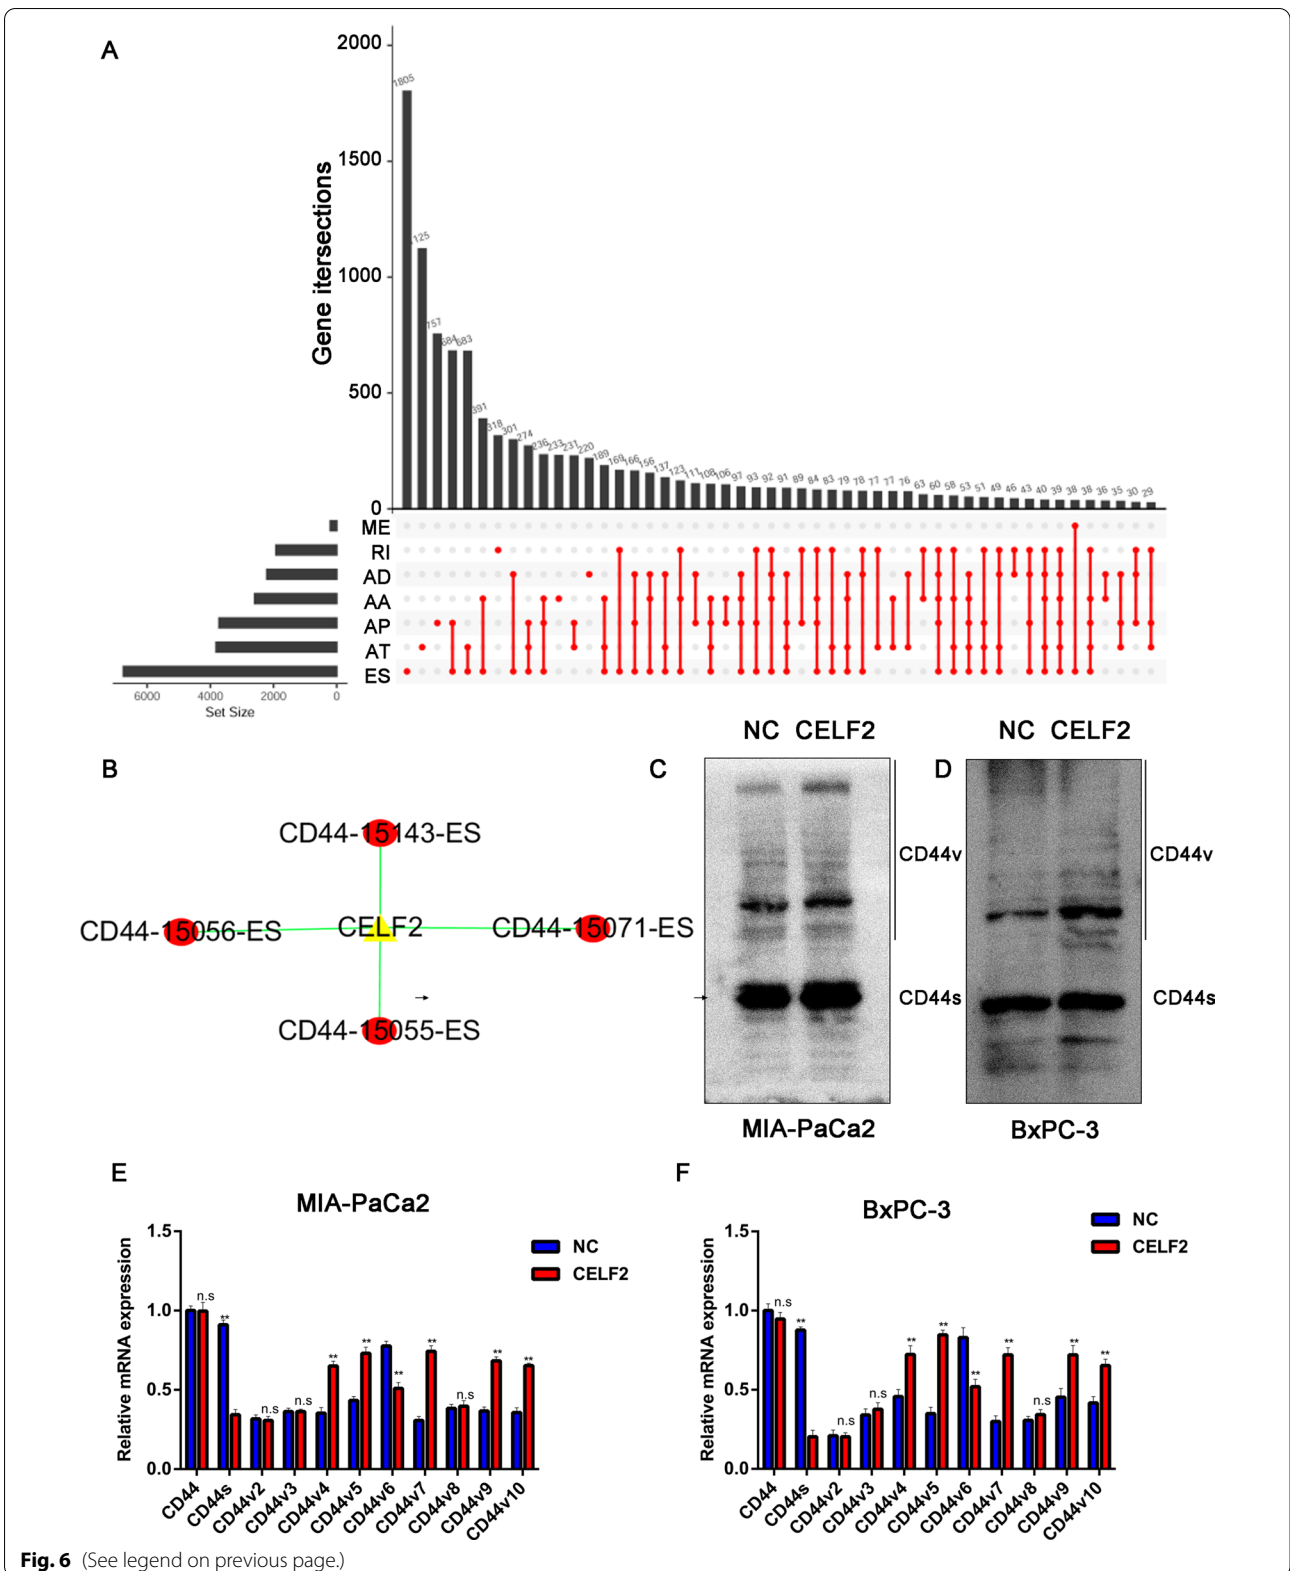 A
2000
1500
1000
500
0
Gene itersections
1805
125
757
684
683
391
318
301
274
236
233
231
220
189
169
166
156
137
123
111
108
106
97
93
92
91
89
84
83
79
78
77
77
76
63
60
58
53
51
49
46
43
40
39
38
38
36
35
30
29
ME
RI
AD
AA
AP
AT
ES
6000 4000 2000 0
Set Size
B
CD44-15143-ES
CD44-15056-ES
CELF2
CD44-15071-ES
CD44-15055-ES
C
NC CELF2
CD44v
CD44s
MIA-PaCa2
D
NC CELF2
CD44v
CD44s
BxPC-3
E
MIA-PaCa2
NC
CELF2
Relative mRNA expression
1.5
1.0
0.5
0.0
n.s
**
n.s
n.s
**
**
**
**
n.s
**
**
CD44
CD44s
CD44v2
CD44v3
CD44v4
CD44v5
CD44v6
CD44v7
CD44v8
CD44v9
CD44v10
F
BxPC-3
NC
CELF2
Relative mRNA expression
1.5
1.0
0.5
0.0
n.s
**
n.s
n.s
**
**
**
**
n.s
**
**
CD44
CD44s
CD44v2
CD44v3
CD44v4
CD44v5
CD44v6
CD44v7
CD44v8
CD44v9
CD44v10
Fig. 6 (See legend on previous page.)